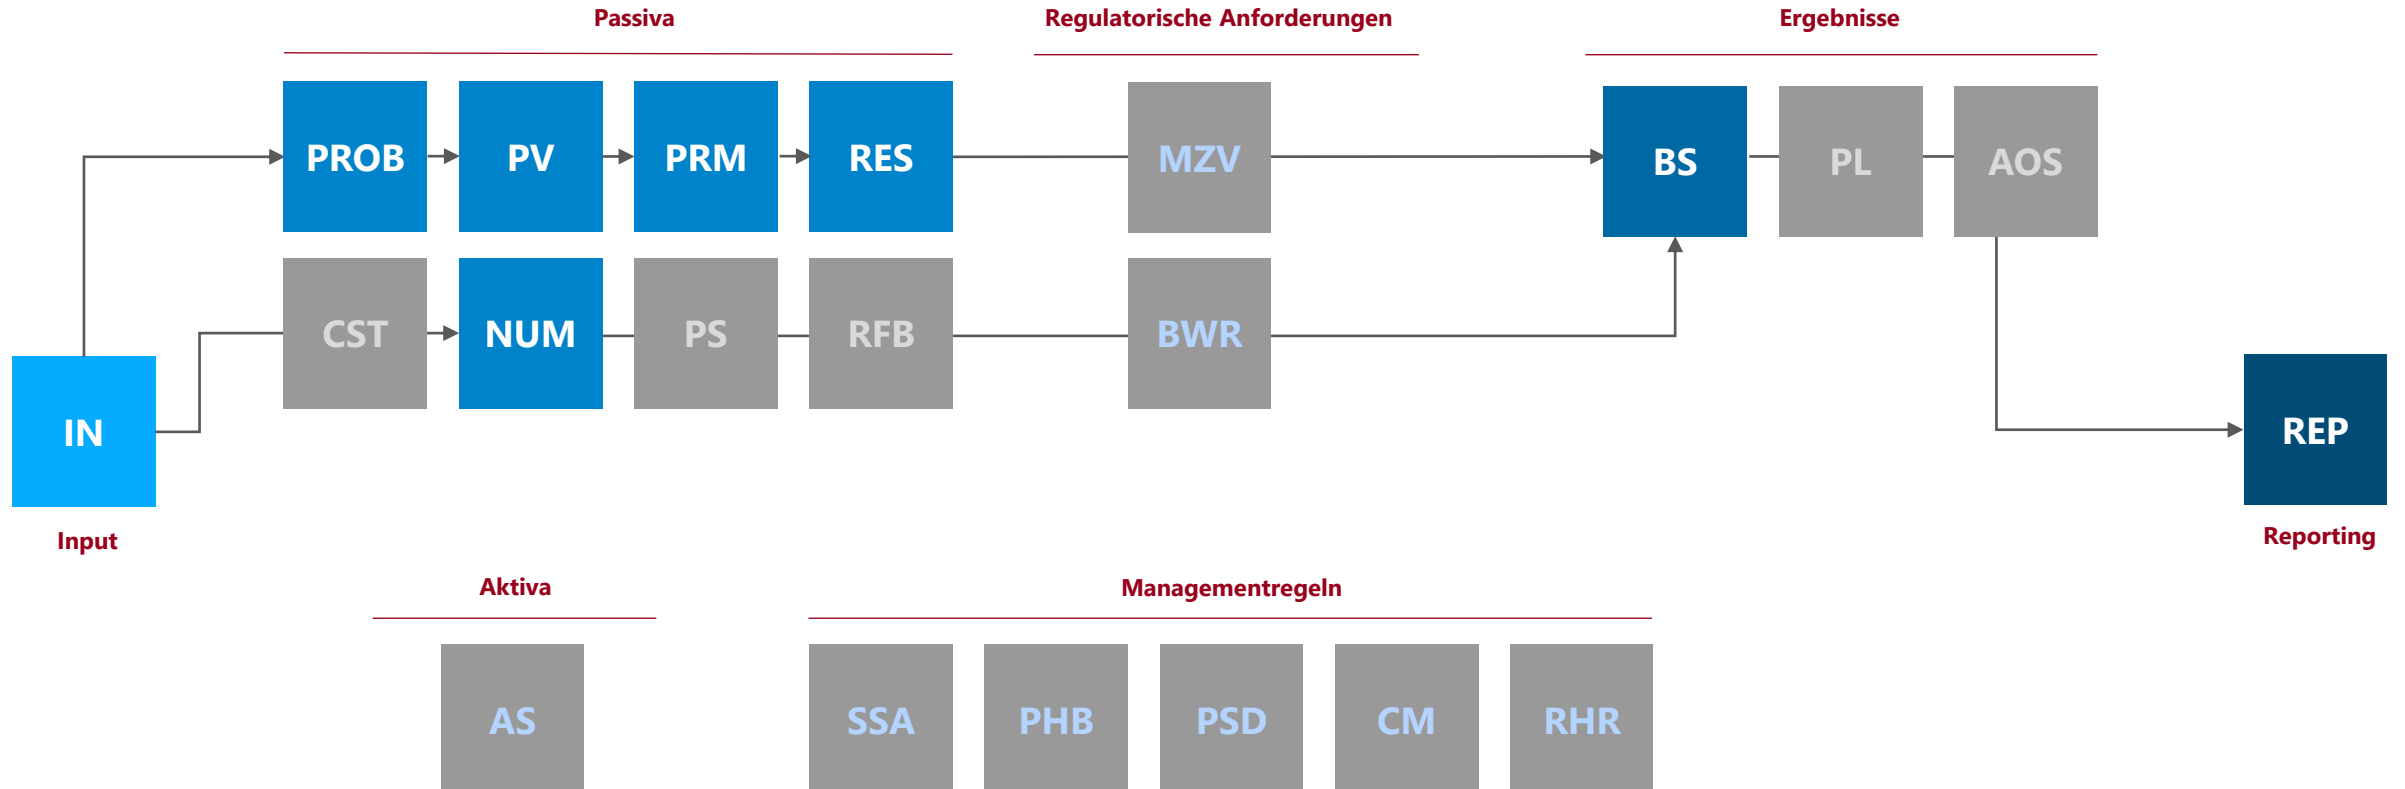 Passiva
Regulatorische Anforderungen
Ergebnisse
PROB
PV
PRM
RES
MZV
BS
PL
AOS
CST
NUM
PS
RFB
BWR
IN
REP
Input
Reporting
Aktiva
Managementregeln
AS
SSA
PHB
PSD
CM
RHR